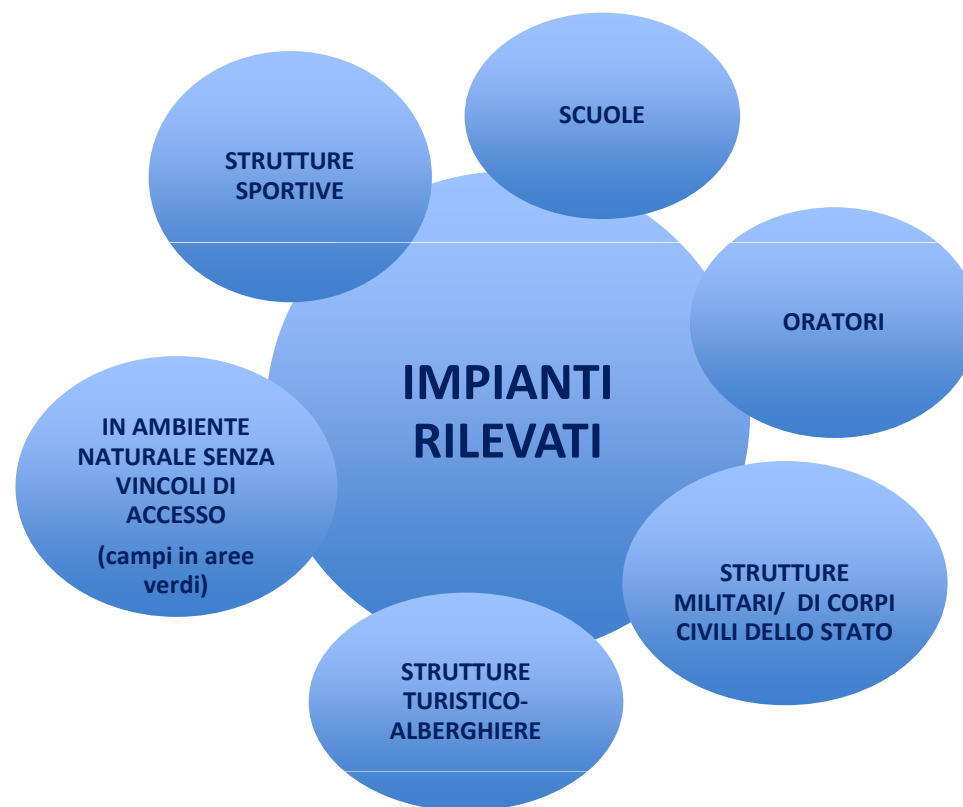 SCUOLE
STRUTTURE
SPORTIVE
ORATORI
IMPIANTI
RILEVATI
IN AMBIENTE
NATURALE SENZA
VINCOLI DI
ACCESSO
(campi in aree
verdi)
STRUTTURE
MILITARI/ DI CORPI
CIVILI DELLO STATO
STRUTTURE
TURISTICO-
ALBERGHIERE